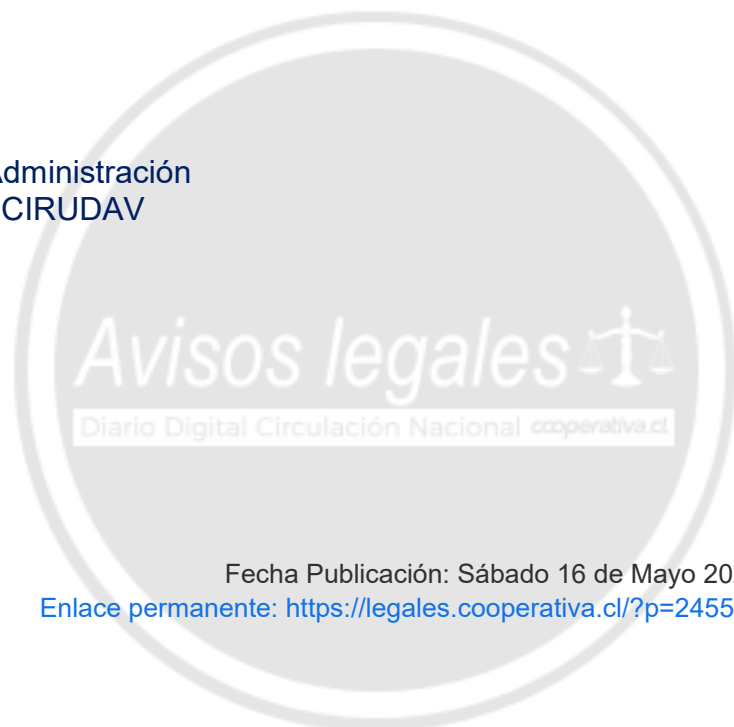 Administración
CIRUDAV
Avisos legales
Diario Digital Circulación Nacional cooperativa.cl
Fecha Publicación: Sábado 16 de Mayo 20
Enlace permanente: https://legales.cooperativa.cl/?p=2455